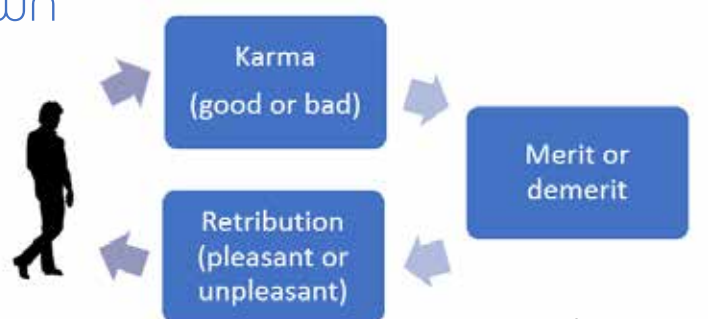 Karma
(good or bad)
Merit or
demerit
Retribution
(pleasant or
unpleasant)